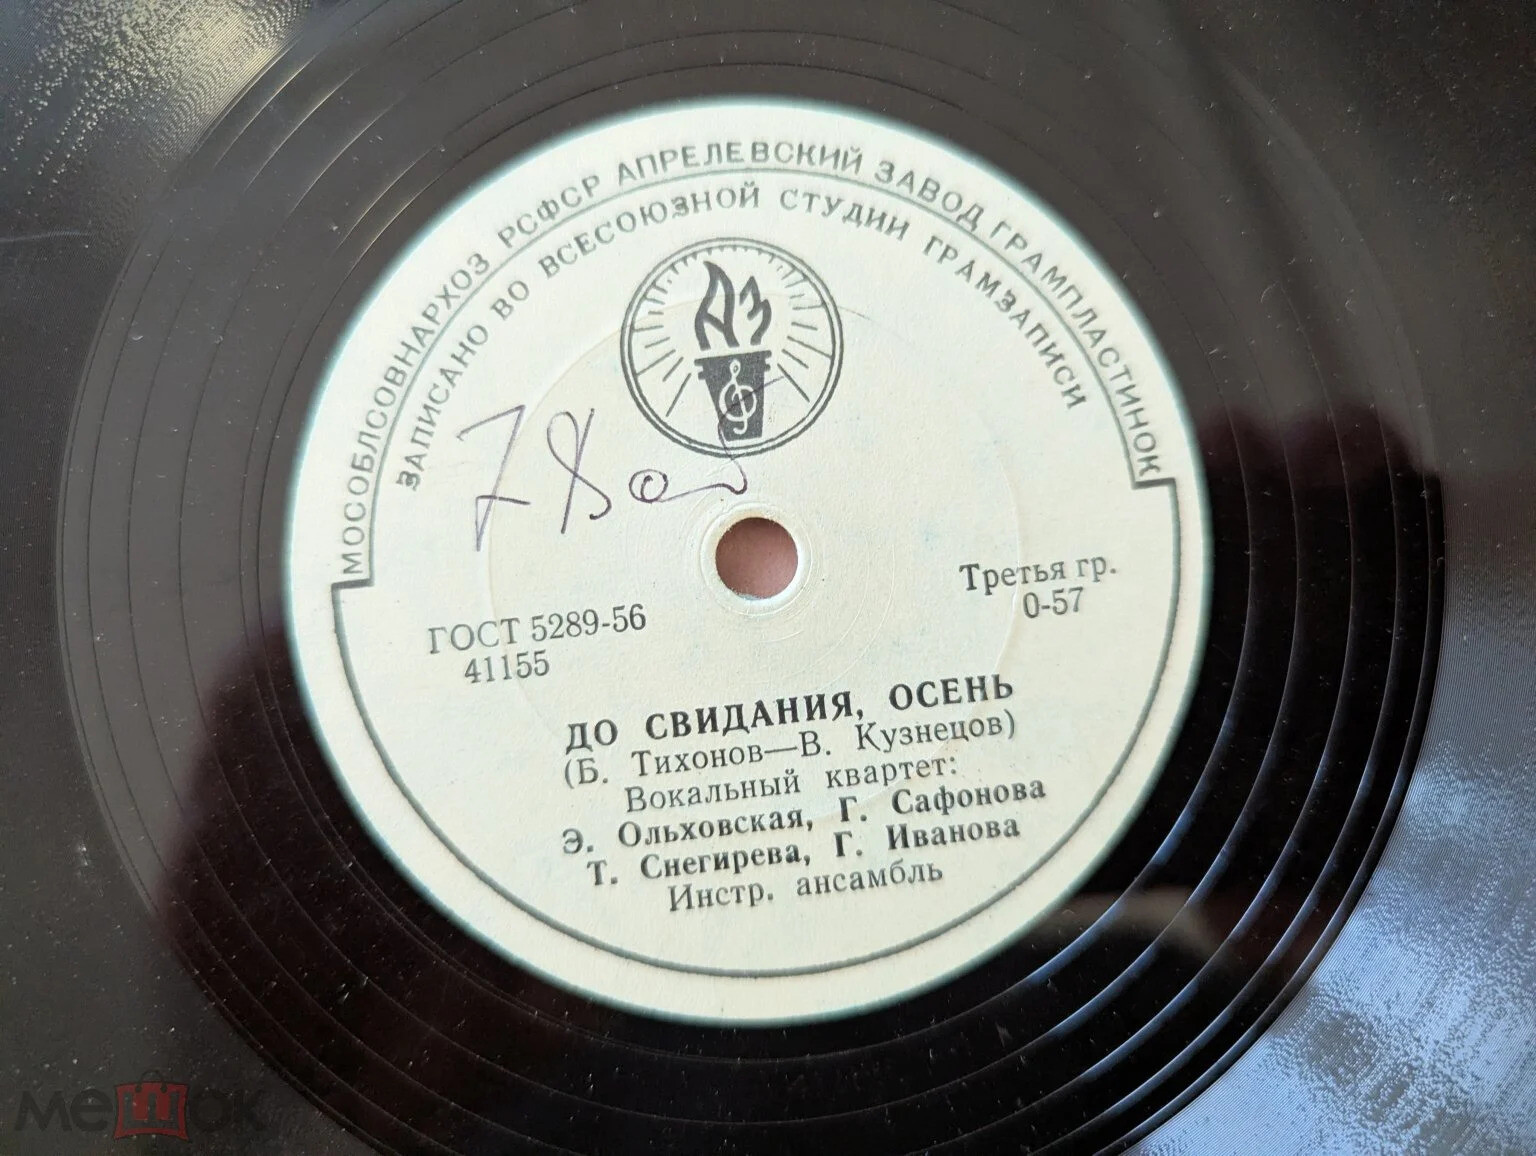 МОСОБЛСОВНАРХОЗ РСФСР АПРЕЛЕВСКИЙ ЗАВОД ГРАМПЛАСТИНОК
ЗАПИСАНО ВО ВСЕСОЮЗНОЙ СТУДИИ ГРАМЗАПИСИ
АЗ
ГОСТ 5289-56
41155
Третья гр.
0-57
ДО СВИДАНИЯ, ОСЕНЬ
(Б. Тихонов—В. Кузнецов)
Вокальный квартет:
Э. Ольховская, Г. Сафонова
Т. Снегирева, Г. Иванова
Инстр. ансамбль
мешок